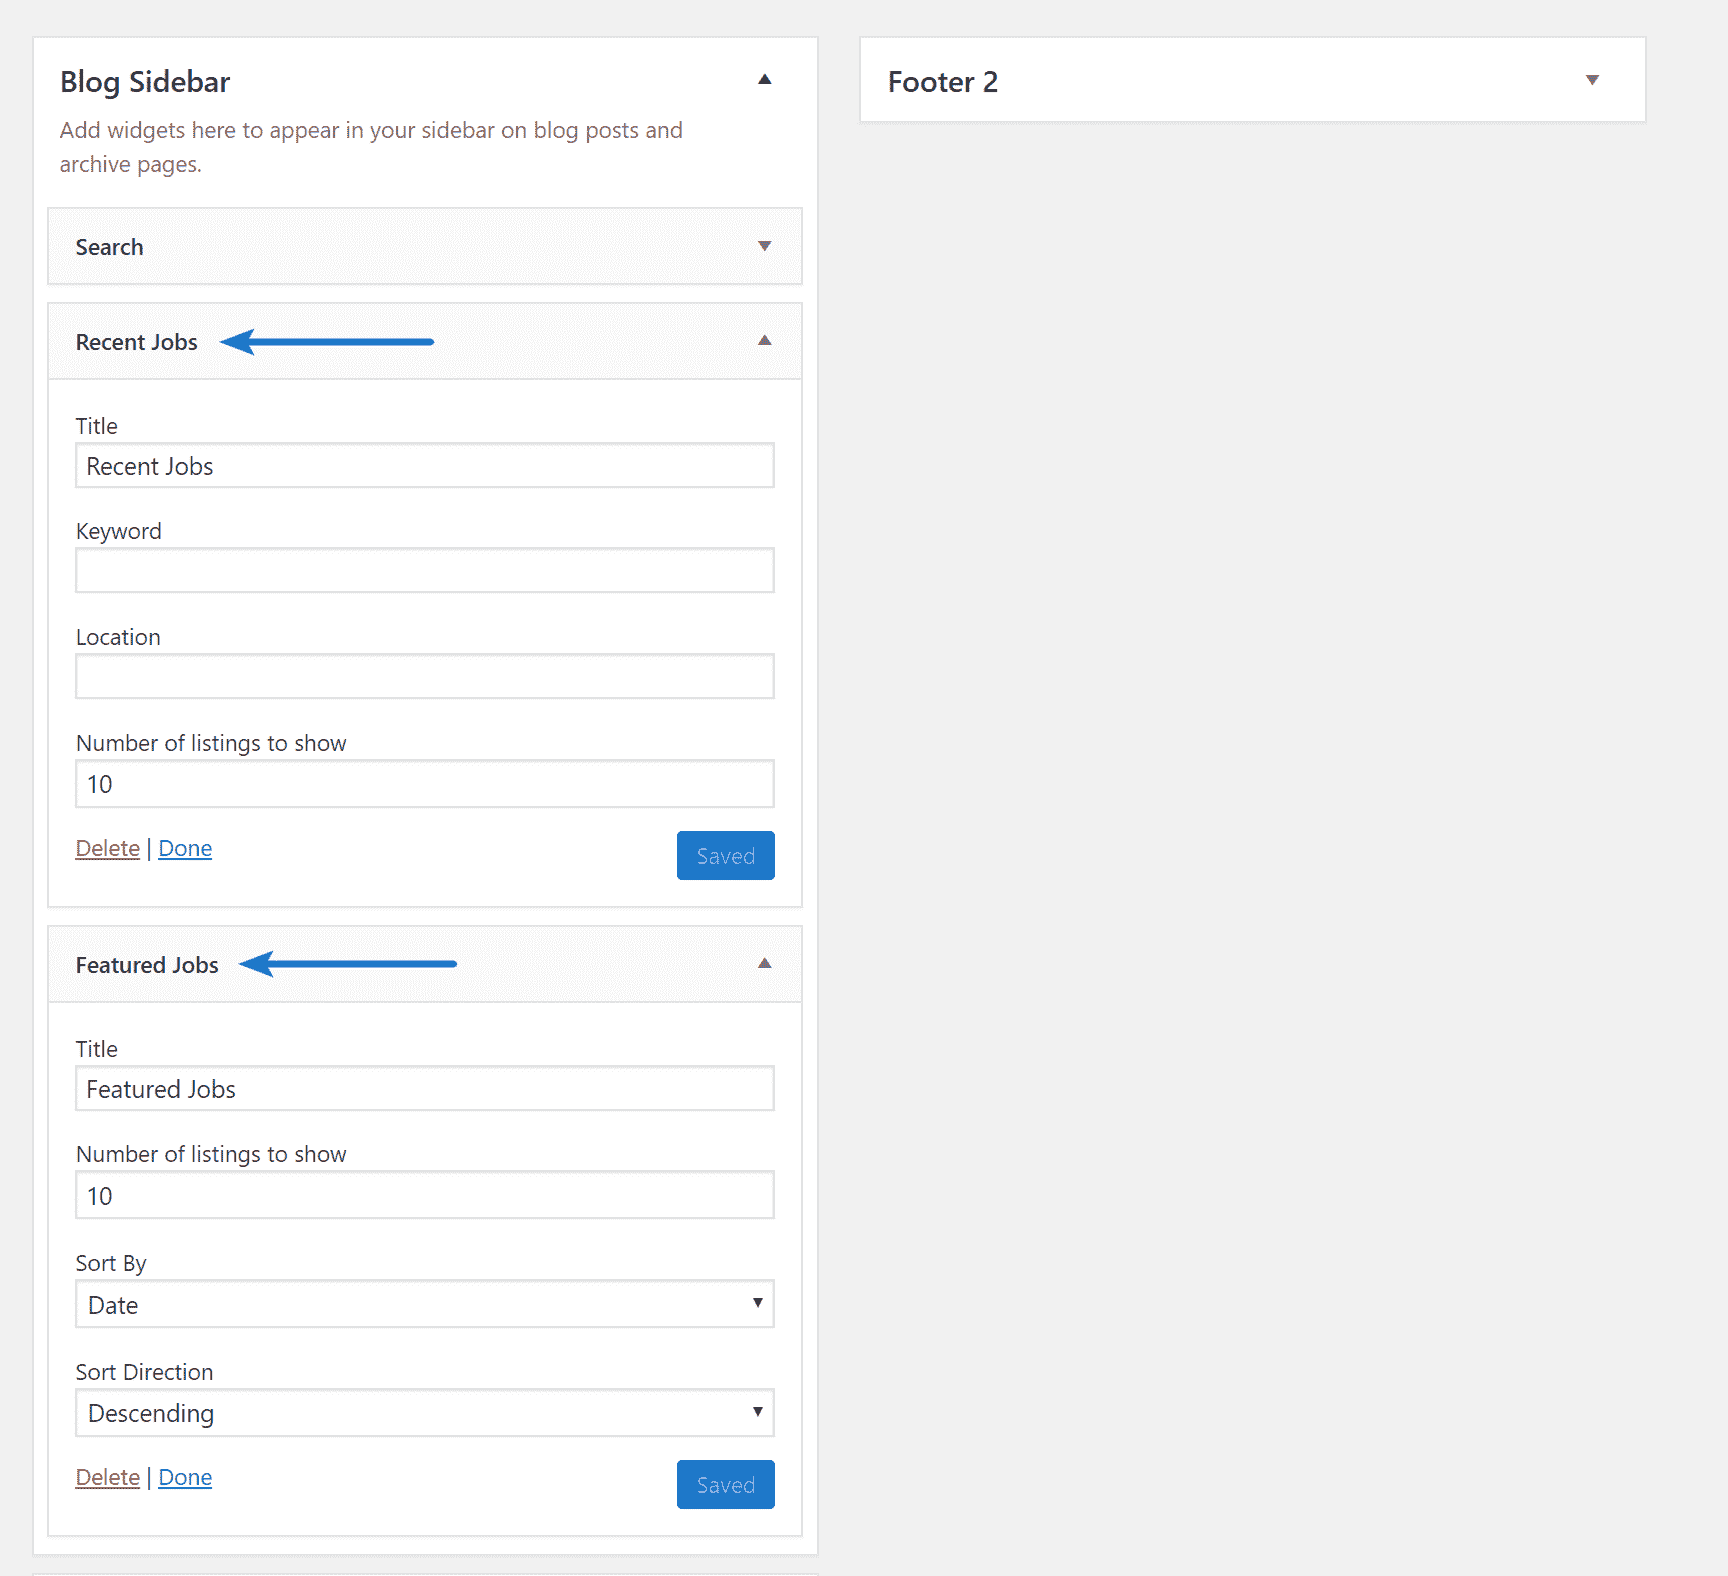 Blog Sidebar
Add widgets here to appear in your sidebar on blog posts and
archive pages.
Search
Recent Jobs
Title
Recent Jobs
Keyword
Location
Number of listings to show
10
Delete | Done
Saved
Featured Jobs
Title
Featured Jobs
Number of listings to show
10
Sort By
Date
Sort Direction
Descending
Delete | Done
Saved
Footer 2